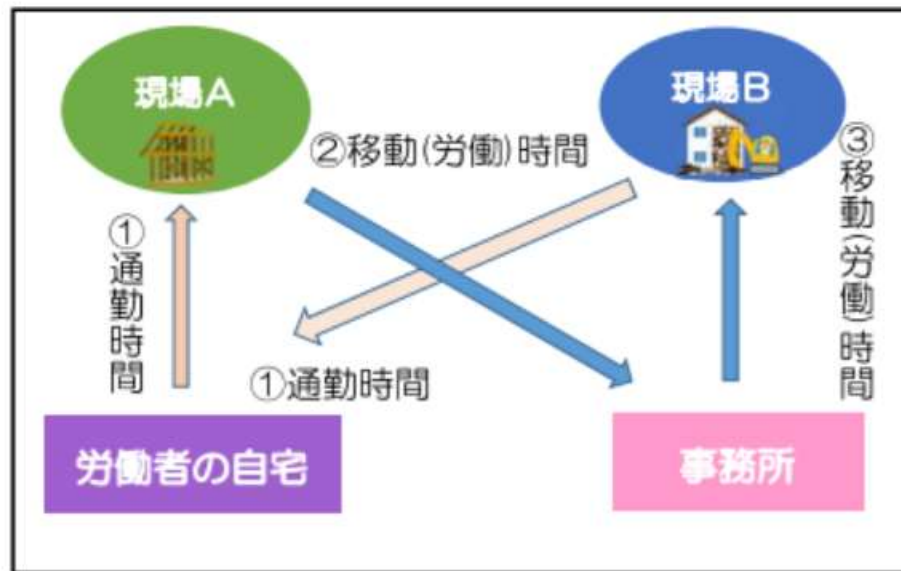 現場A
現場B
②移動(労働)時間
③移動(労働)時間
①通勤時間
①通勤時間
労働者の自宅
事務所